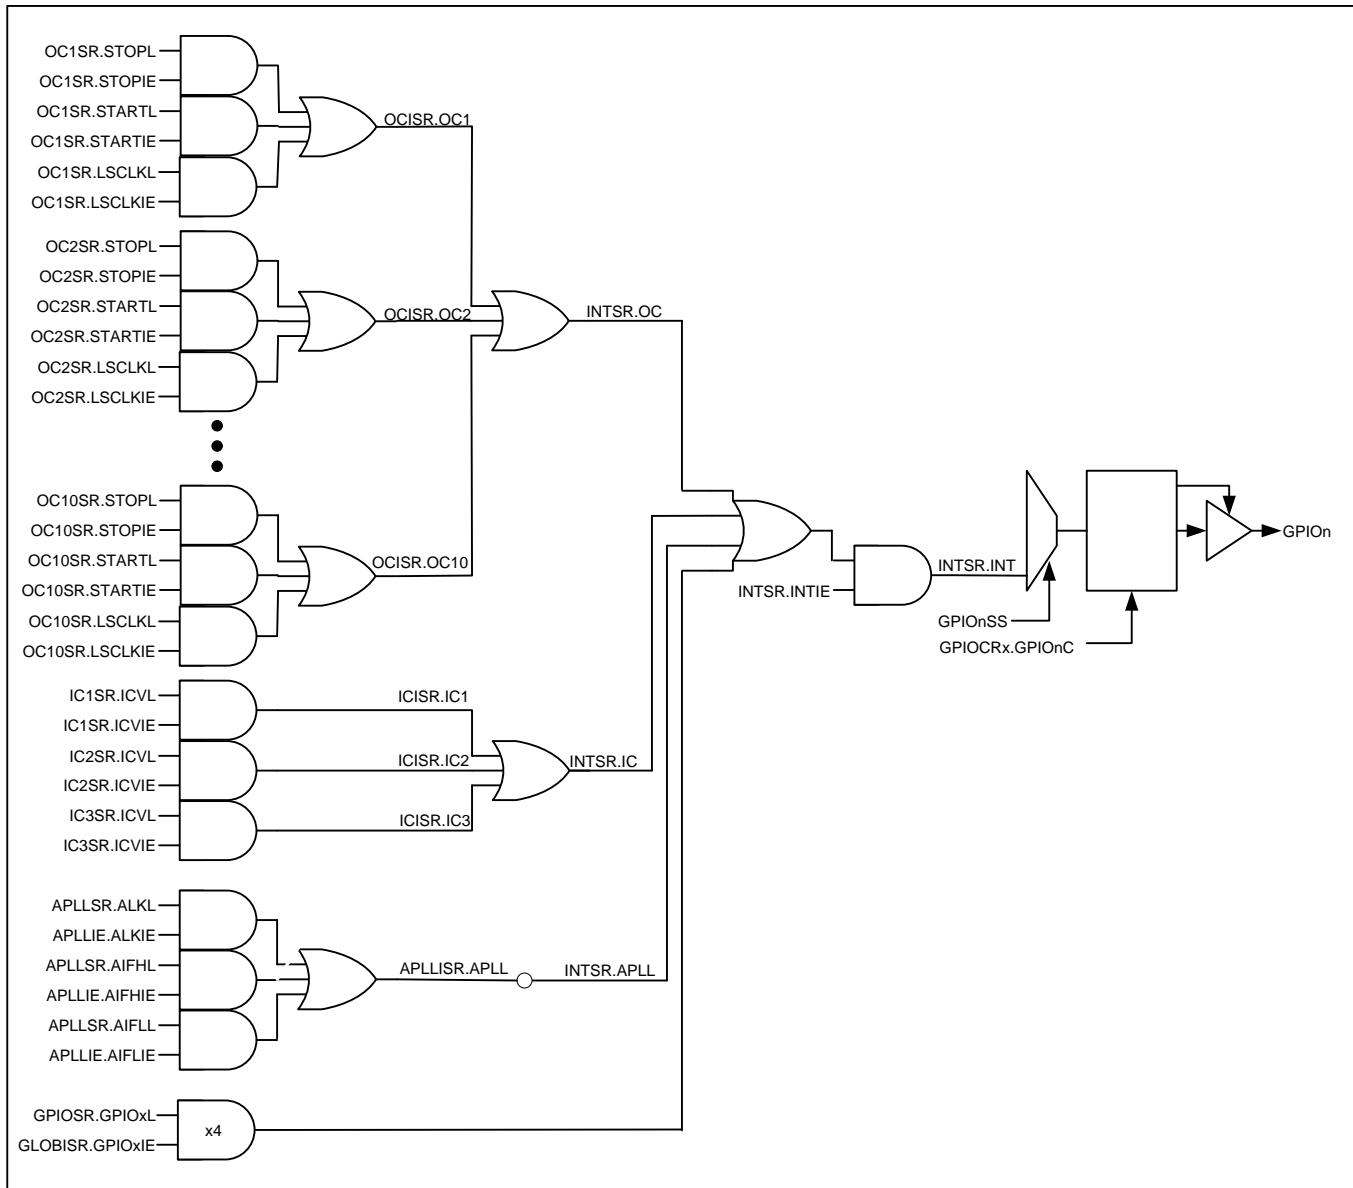 OC1SR.STOPL
OC1SR.STOPIE
OC1SR.STARTL
OCISR.OC1
OC1SR.STARTIE
OC1SR.LSCLKL
OC1SR.LSCLKIE
OC2SR.STOPL
OC2SR.STOPIE
OC2SR.STARTL
OCISR.OC2
INTSR.OC
OC2SR.STARTIE
OC2SR.LSCLKL
OC2SR.LSCLKIE
OC10SR.STOPL
OC10SR.STOPIE
GPIOn
OC10SR.STARTL
OCISR.OC10
INTSR.INT
OC10SR.STARTIE
INTSR.INTIE
OC10SR.LSCLKL
GPIOnSS
OC10SR.LSCLKIE
GPIOCRx.GPIOnC
IC1SR.ICVL
ICISR.IC1
IC1SR.ICVIE
IC2SR.ICVL
ICISR.IC2
INTSR.IC
IC2SR.ICVIE
IC3SR.ICVL
ICISR.IC3
IC3SR.ICVIE
APLLSR.ALKL
APLLIE.ALKIE
APLLSR.AIFHL
APLLISR.APLL
INTSR.APLL
APLLIE.AIFHIE
APLLSR.AIFLL
APLLIE.AIFLIE
GPIOSR.GPIOxL
x4
GLOBISR.GPIOxIE